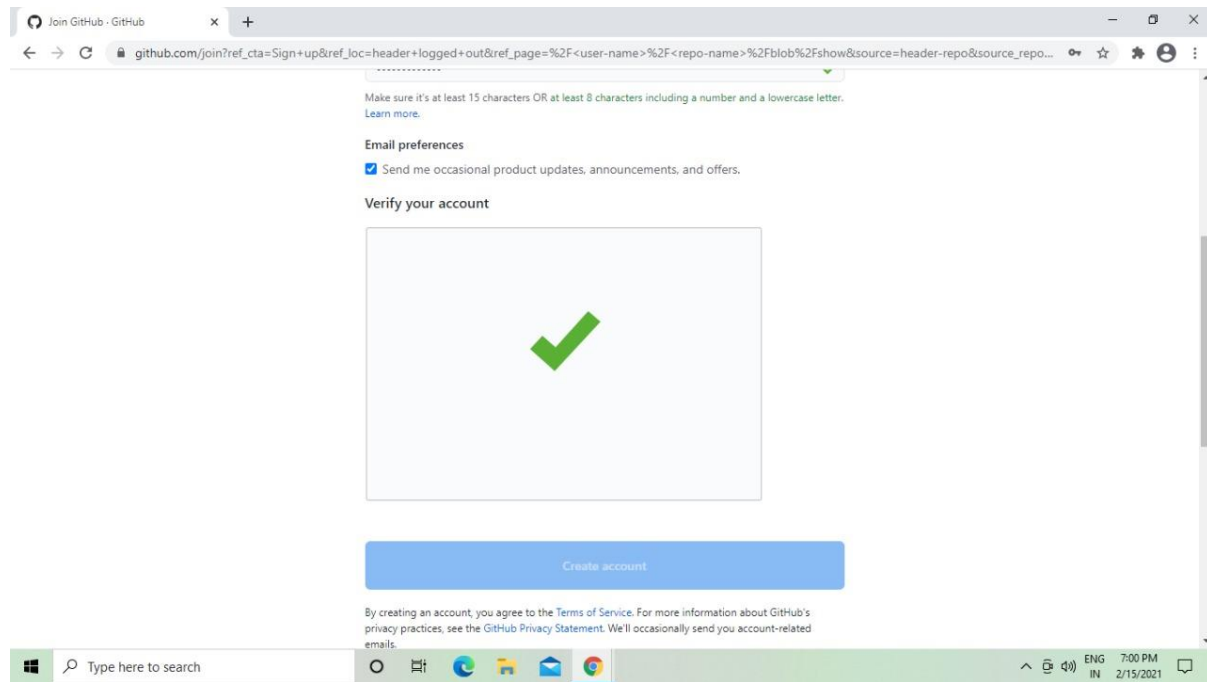 Join GitHub · GitHub
github.com/join?ref_cta=Sign+up&ref_loc=header+logged+out&ref_page=%2F<user-name>%2F<repo-name>%2Fblob%2Fshow&source=header-repo&source_repo...
Make sure it's at least 15 characters OR at least 8 characters including a number and a lowercase letter.
Learn more.
Email preferences
Send me occasional product updates, announcements, and offers.
Verify your account
Create account
By creating an account, you agree to the Terms of Service. For more information about GitHub's
privacy practices, see the GitHub Privacy Statement. We'll occasionally send you account-related
emails.
Type here to search
ENG
IN
7:00 PM
2/15/2021